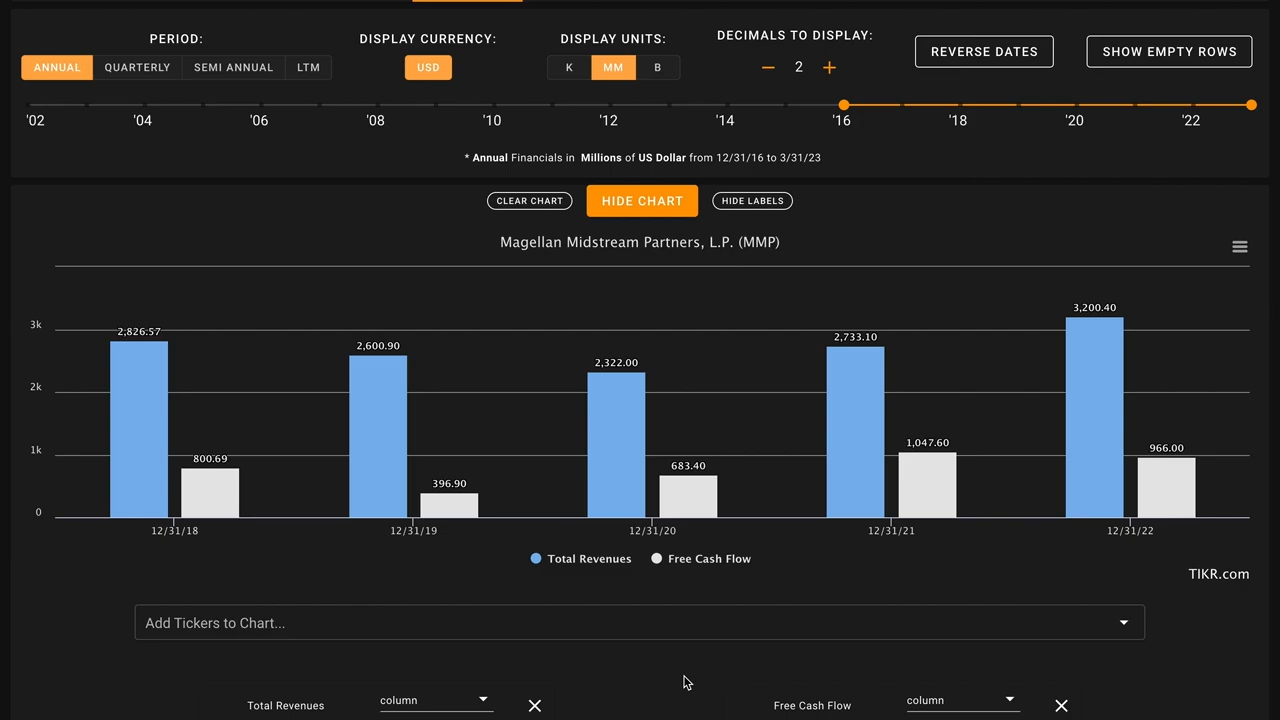 PERIOD:
DISPLAY CURRENCY:
DISPLAY UNITS:
DECIMALS TO DISPLAY:
ANNUAL QUARTERLY SEMI ANNUAL LTM
USD
K MM B
2
REVERSE DATES
SHOW EMPTY ROWS
'02 '04 '06 '08 '10 '12 '14 '16 '18 '20 '22
* Annual Financials in Millions of US Dollar from 12/31/16 to 3/31/23
CLEAR CHART
HIDE CHART
HIDE LABELS
Magellan Midstream Partners, L.P. (MMP)
3k
2k
1k
0
2,826.57
800.69
2,600.90
396.90
2,322.00
683.40
2,733.10
1,047.60
3,200.40
966.00
12/31/18 12/31/19 12/31/20 12/31/21 12/31/22
Total Revenues Free Cash Flow
TIKR.com
Add Tickers to Chart...
Total Revenues column
Free Cash Flow column